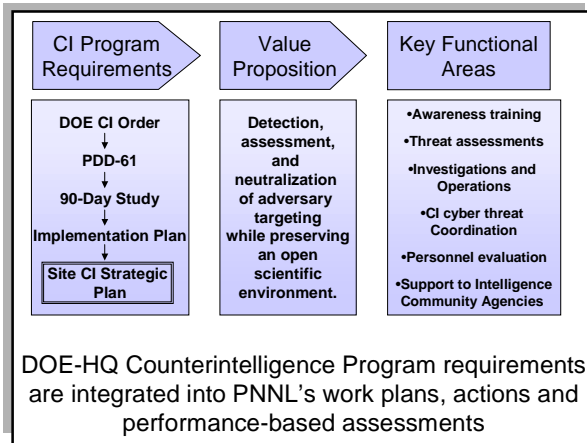 CI Program
Requirements
DOE CI Order
PDD-61
90-Day Study
Implementation Plan
Site CI Strategic
Plan
Value
Proposition
Detection,
assessment,
and
neutralization
of adversary
targeting
while preserving
an open
scientific
environment.
Key Functional
Areas
•Awareness training
•Threat assessments
•Investigations and
Operations
•CI cyber threat
Coordination
•Personnel evaluation
•Support to Intelligence
Community Agencies
DOE-HQ Counterintelligence Program requirements
are integrated into PNNL's work plans, actions and
performance-based assessments